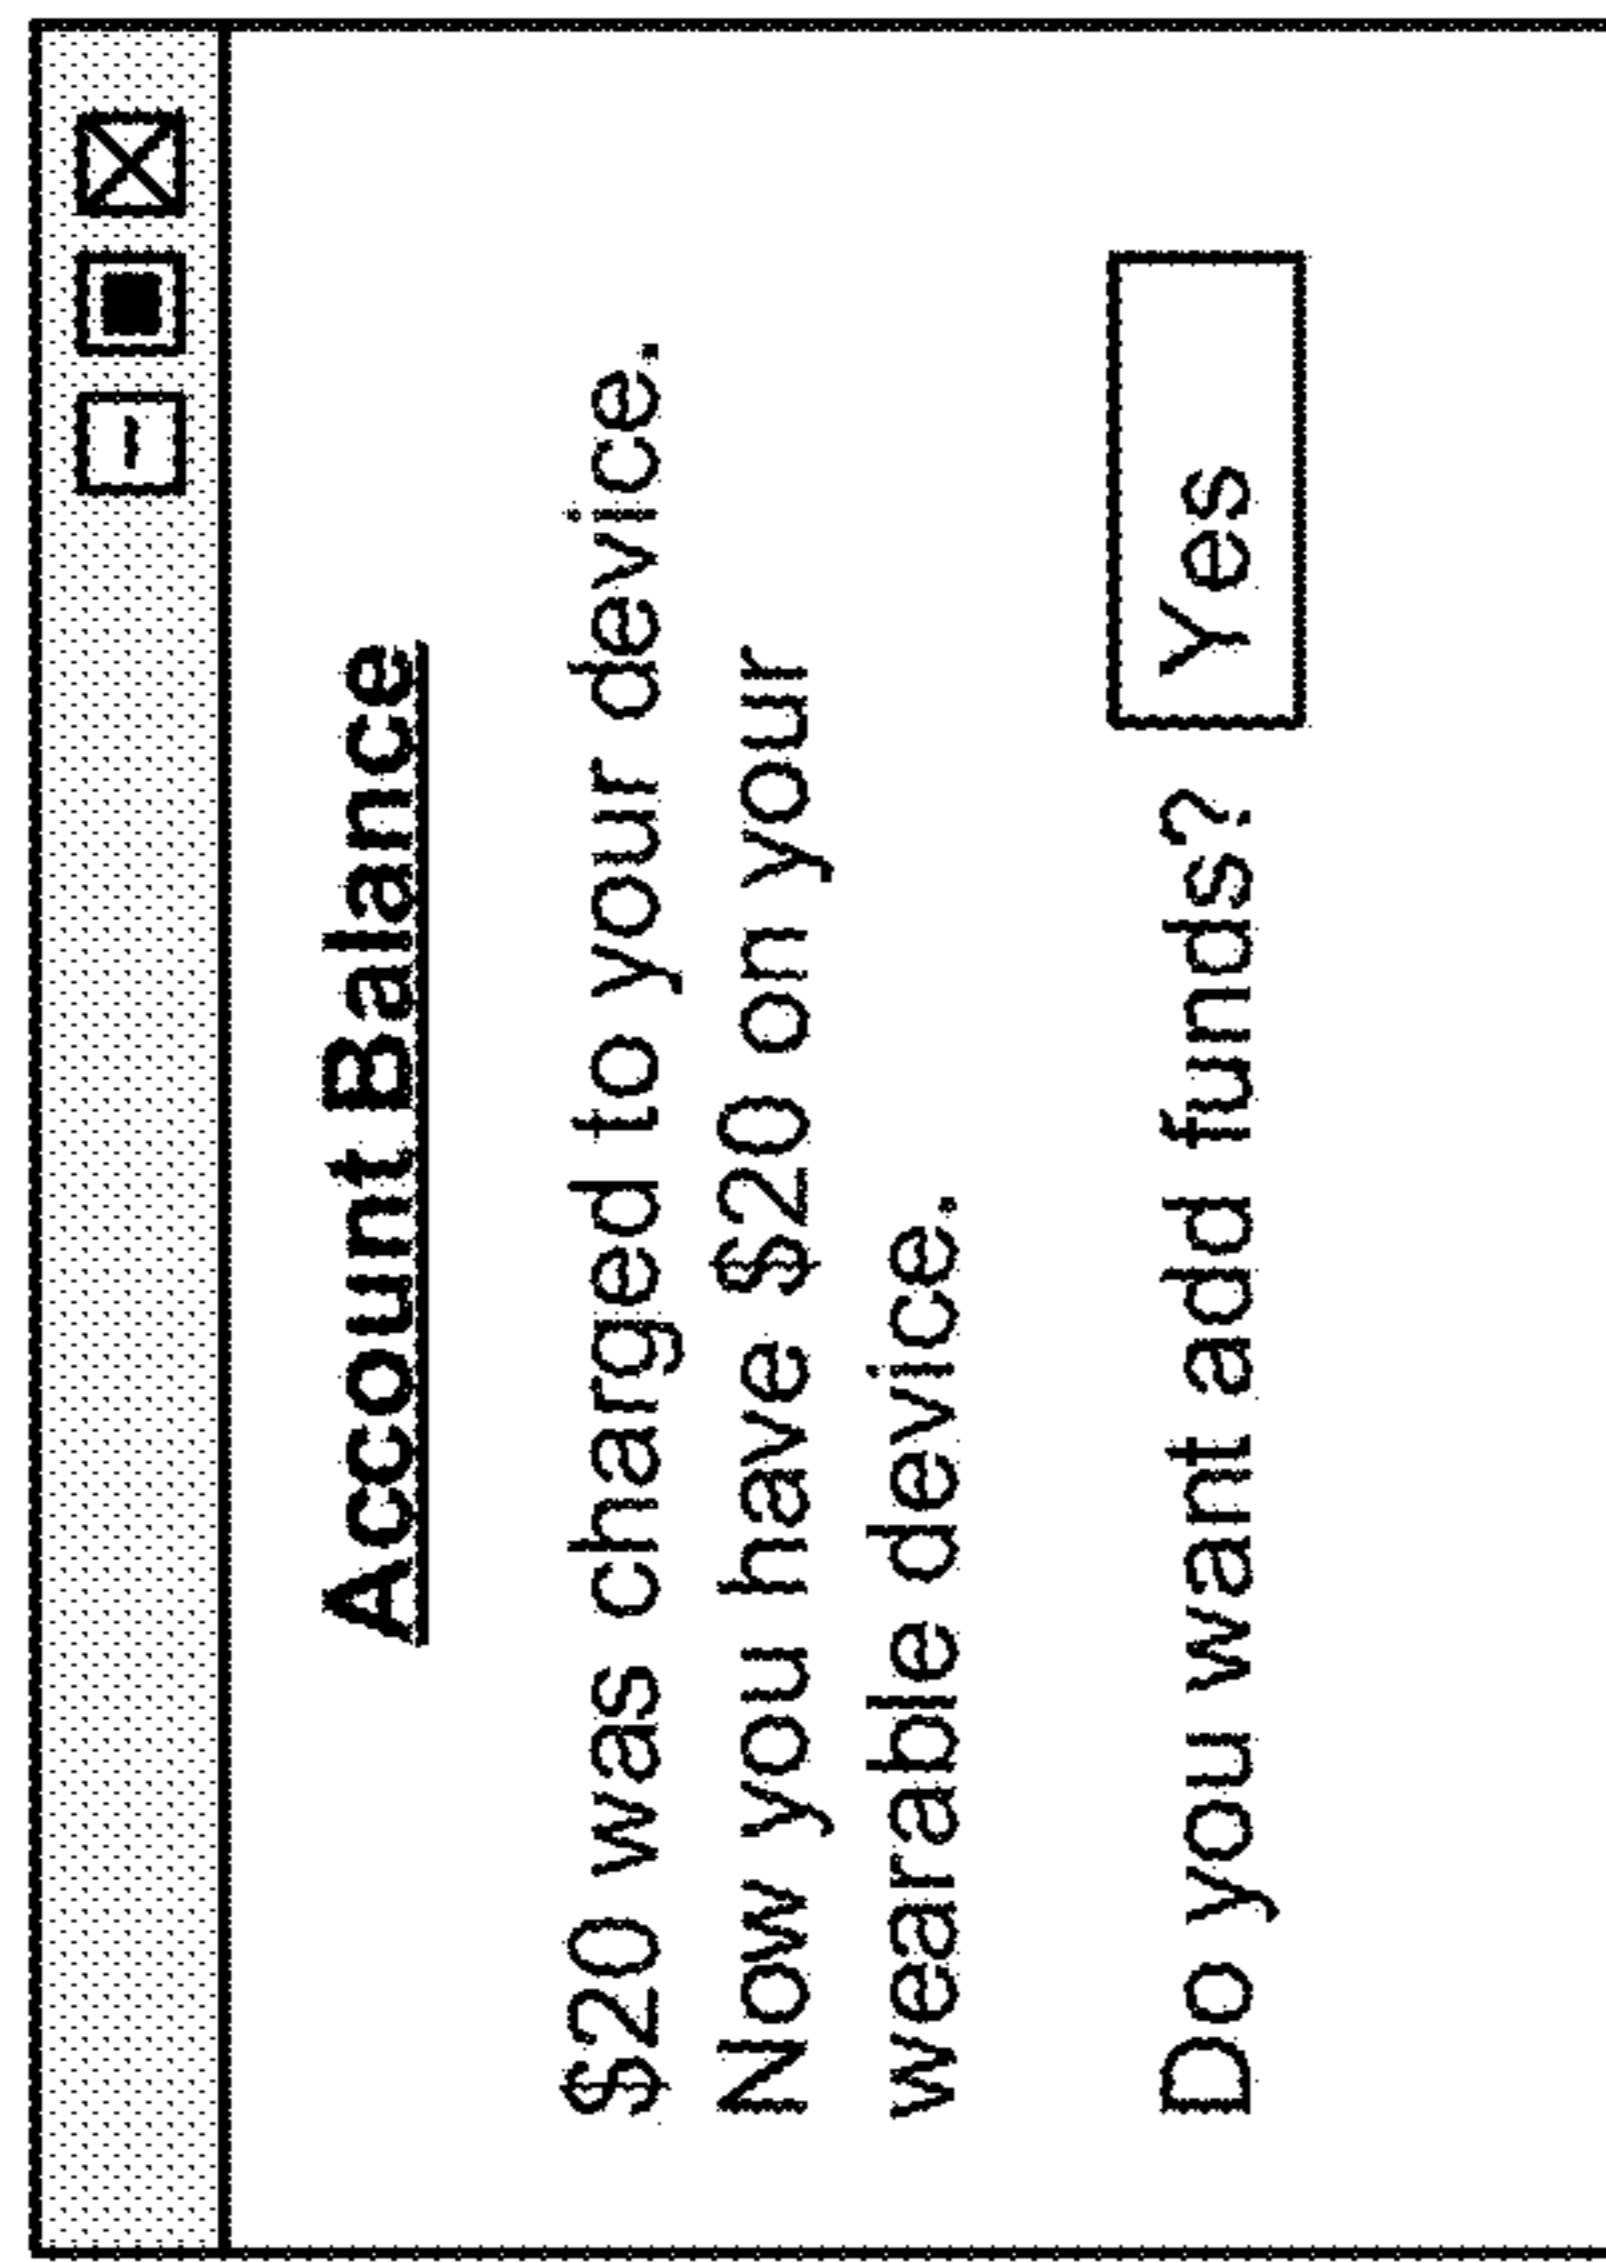 Account Balance
$20 was charged to your device.
Now you have $20 on your
wearable device.
Do you want add funds? Yes